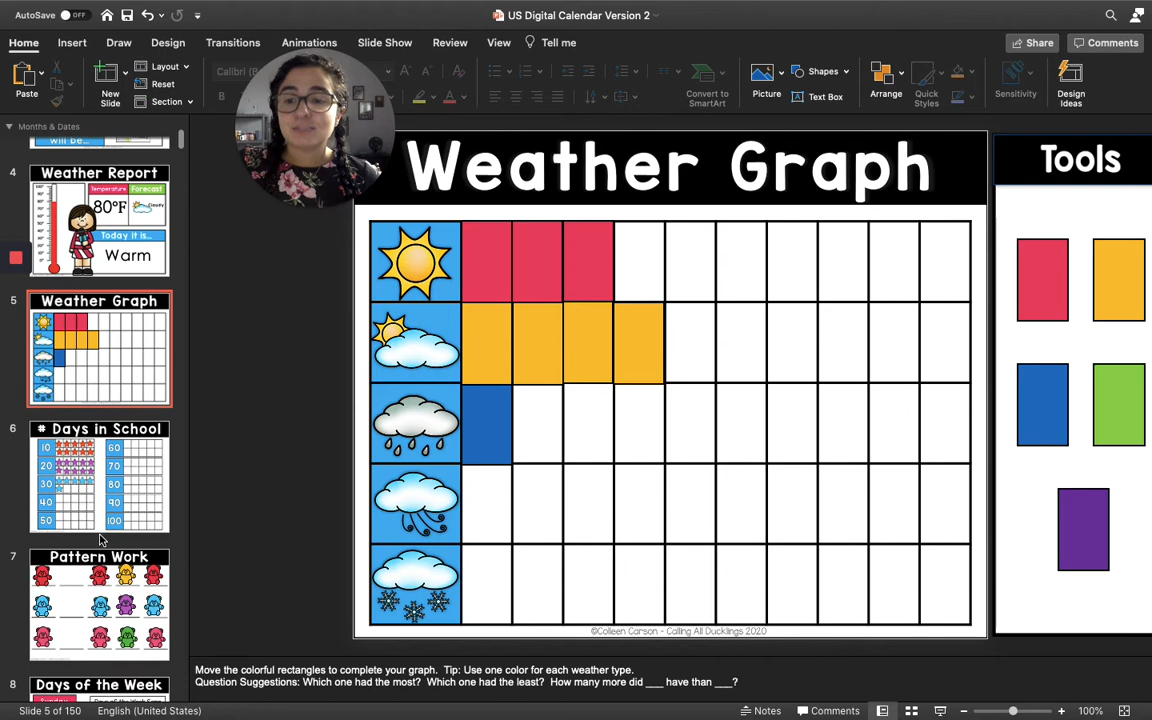 AutoSave OFF
US Digital Calendar Version 2
Home Insert Draw Design Transitions Animations Slide Show Review View Tell me
Share Comments
Paste
New Slide
Layout
Reset
Section
Calibri
B
Convert to SmartArt
Picture
Shapes
Text Box
Arrange
Quick Styles
Sensitivity
Design Ideas
Months & Dates
will be...
4
Weather Report
Temperature Forecast
80°F
Cloudy
Today it is...
Warm
5
Weather Graph
6
# Days in School
10 60
20 70
30 80
40 90
50 100
7
Pattern Work
8
Days of the Week
Weather Graph
Tools
©Colleen Carson - Calling All Ducklings 2020
Move the colorful rectangles to complete your graph. Tip: Use one color for each weather type.
Question Suggestions: Which one had the most? Which one had the least? How many more did ___ have than ___?
Slide 5 of 150 English (United States) Notes Comments 100%